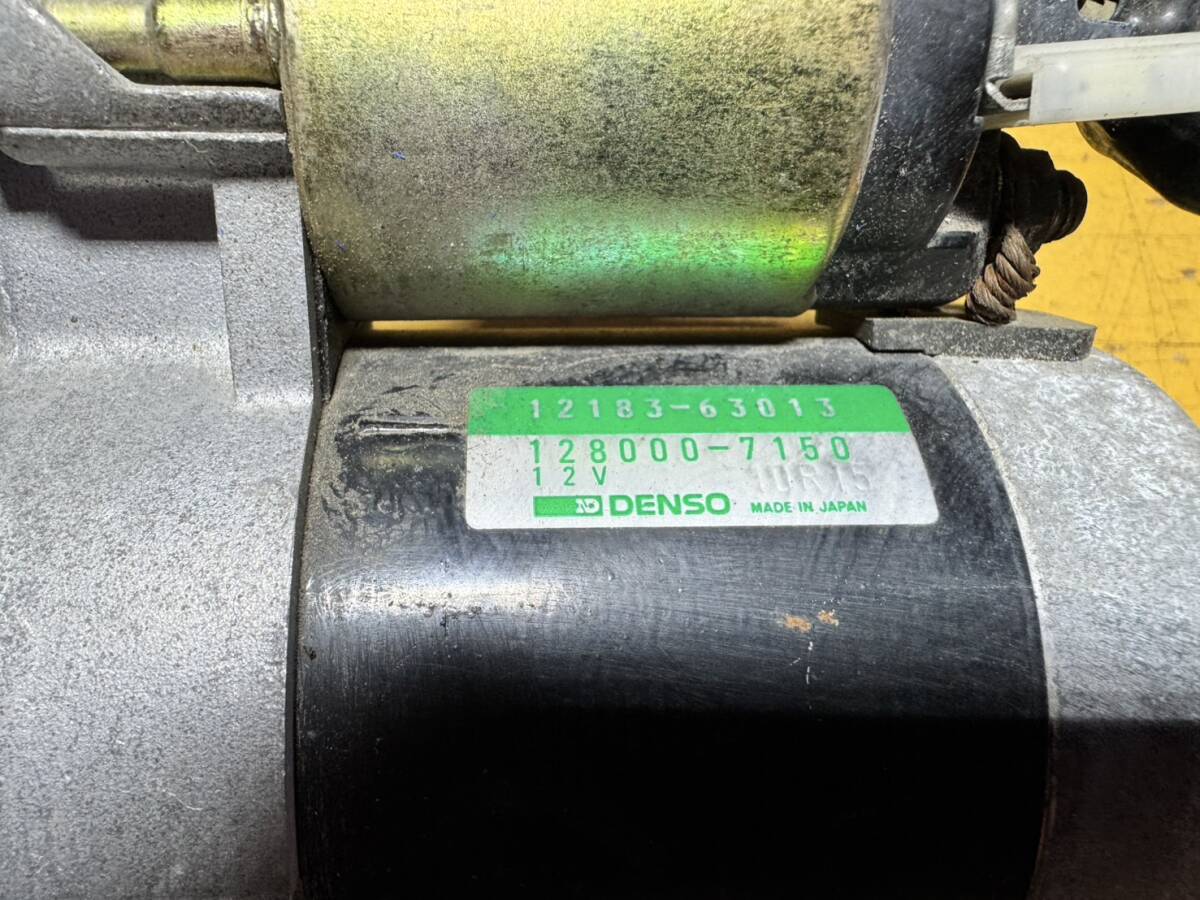 12183-63013
128000-7150
12V
DENSO MADE IN JAPAN